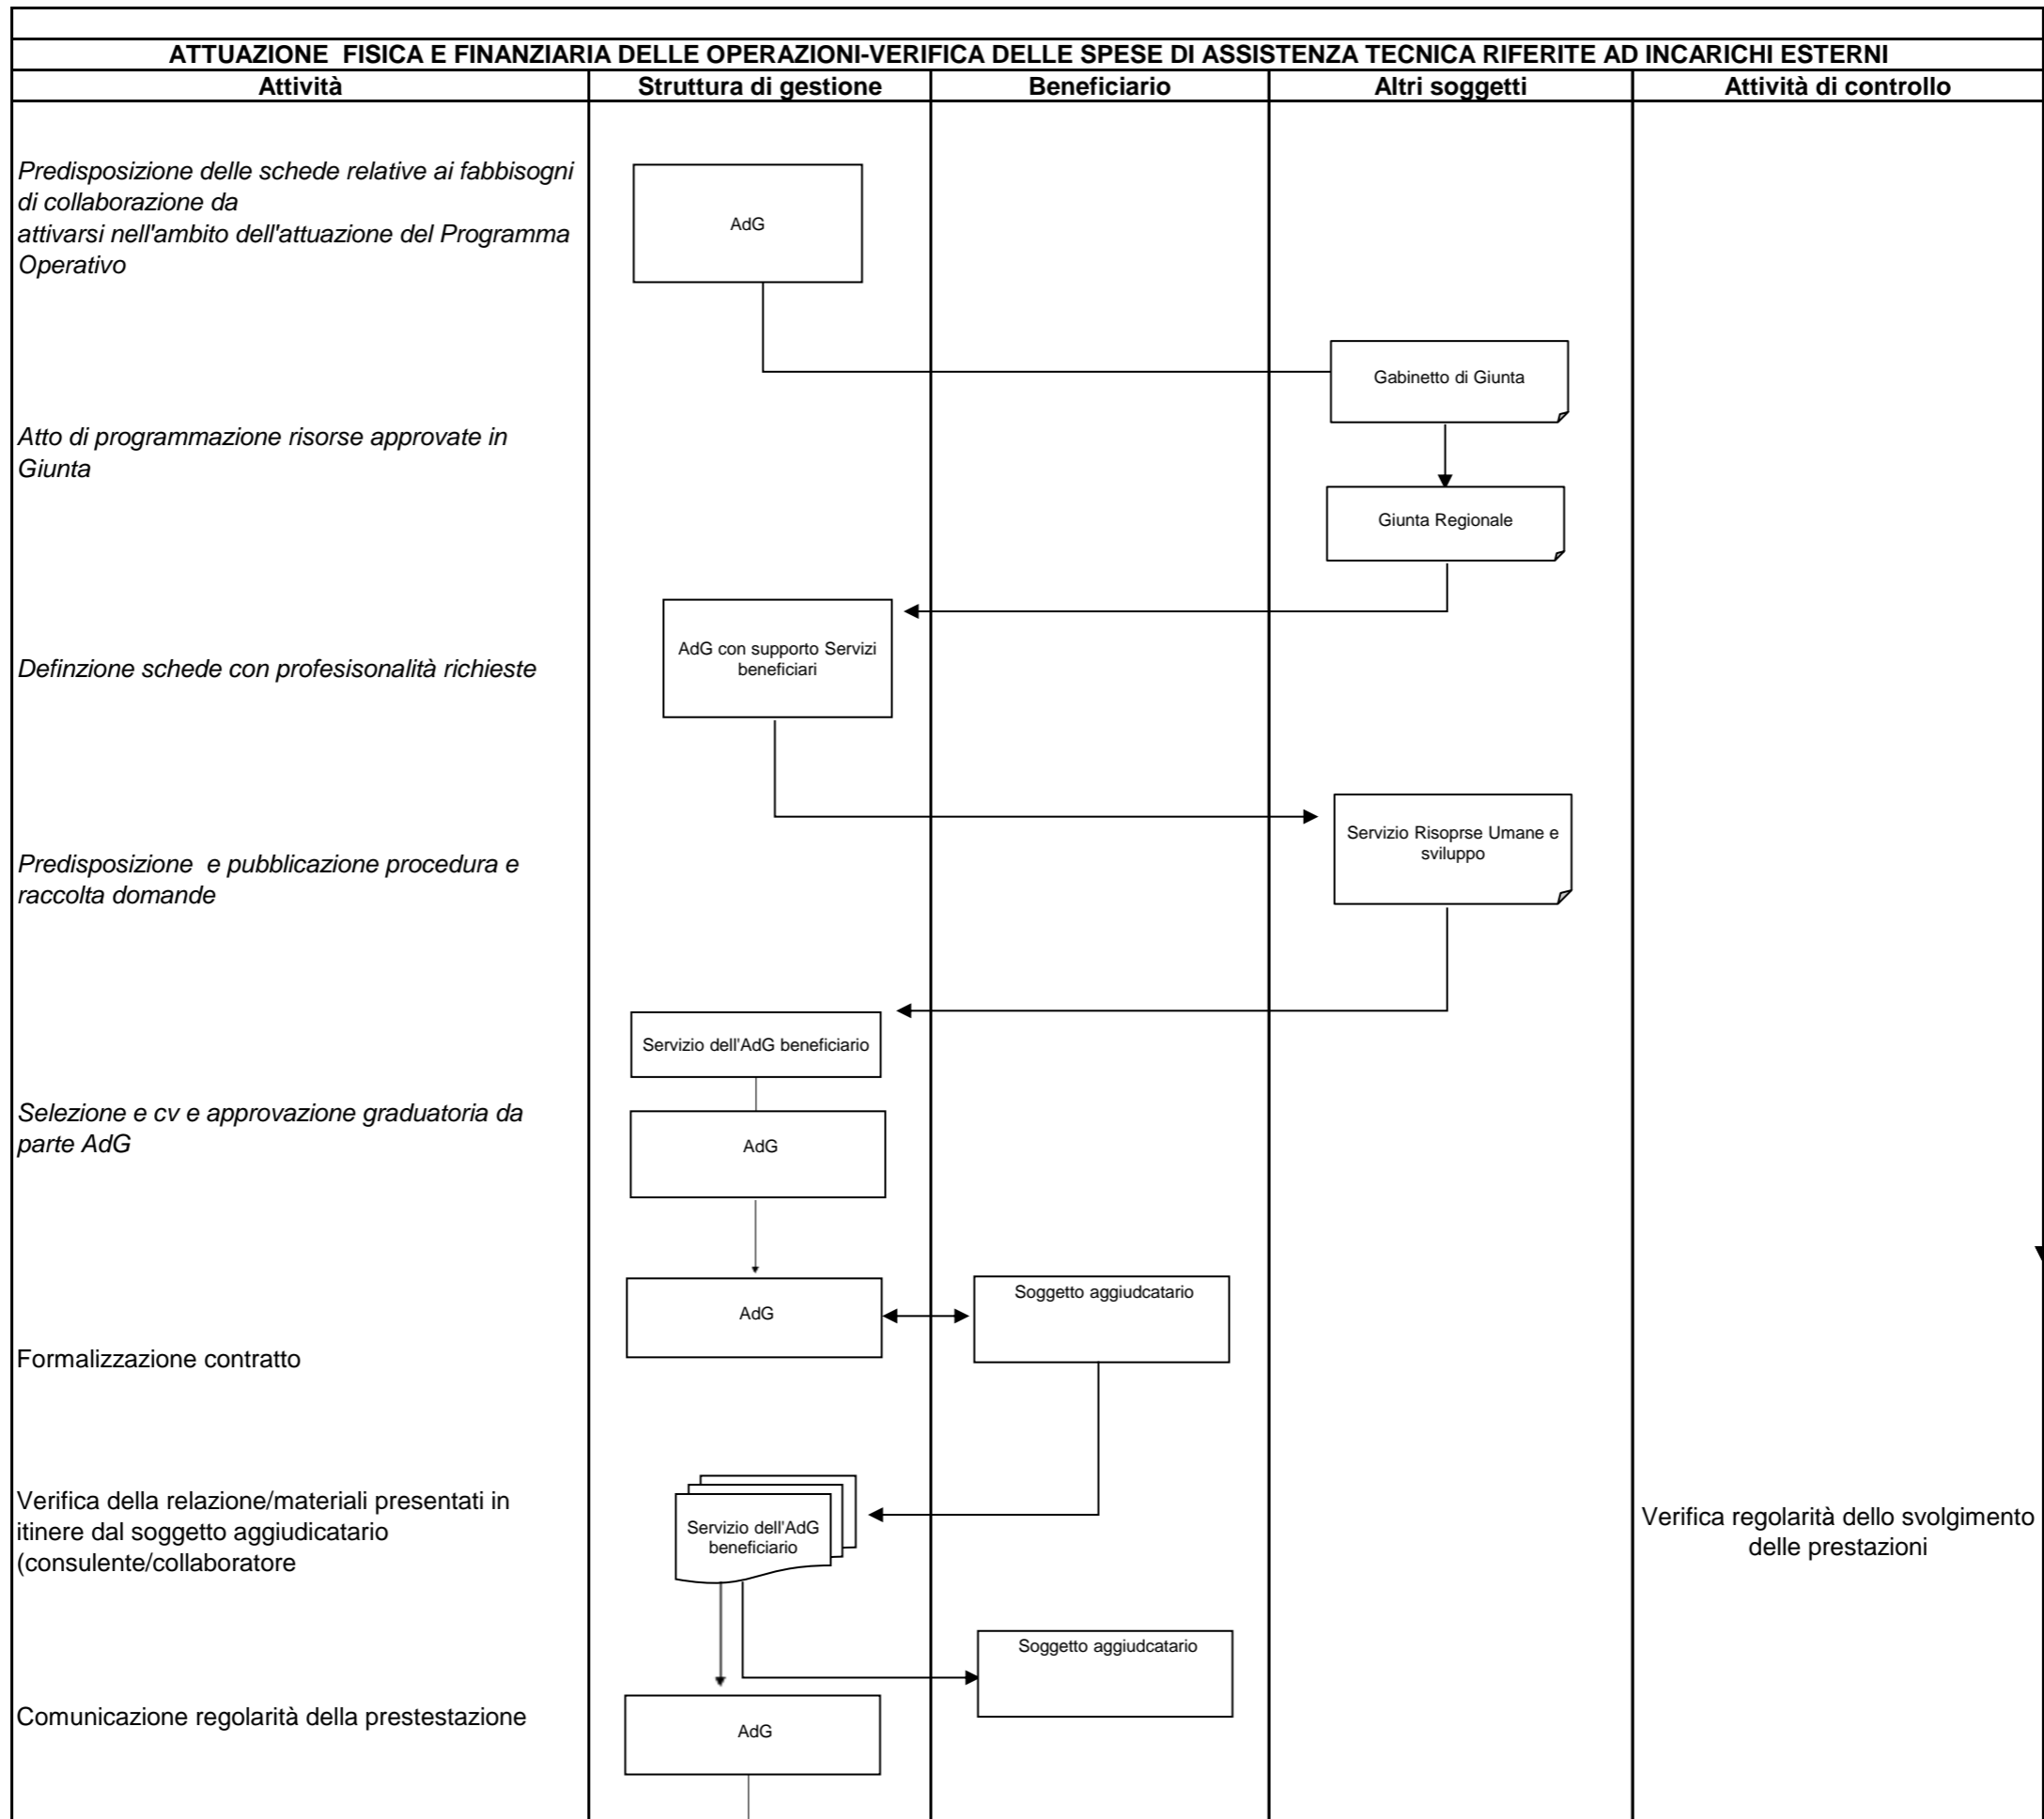 ATTUAZIONE  FISICA E FINANZIARIA DELLE OPERAZIONI-VERIFICA DELLE SPESE DI ASSISTENZA TECNICA RIFERITE AD INCARICHI ESTERNI
Attività
Struttura di gestione
Beneficiario
Altri soggetti
Attività di controllo
Predisposizione delle schede relative ai fabbisogni
di collaborazione da
attivarsi nell'ambito dell'attuazione del Programma
Operativo
AdG
Gabinetto di Giunta
Atto di programmazione risorse approvate in
Giunta
Giunta Regionale
AdG con supporto Servizi
beneficiari
Definzione schede con profesisonalità richieste
Servizio Risoprse Umane e
sviluppo
Predisposizione  e pubblicazione procedura e
raccolta domande
Servizio dell'AdG beneficiario
Selezione e cv e approvazione graduatoria da
parte AdG
AdG
AdG
Soggetto aggiudcatario
Formalizzazione contratto
Verifica della relazione/materiali presentati in
itinere dal soggetto aggiudicatario
(consulente/collaboratore
Servizio dell'AdG
beneficiario
Verifica regolarità dello svolgimento
delle prestazioni
Soggetto aggiudcatario
Comunicazione regolarità della prestestazione
AdG